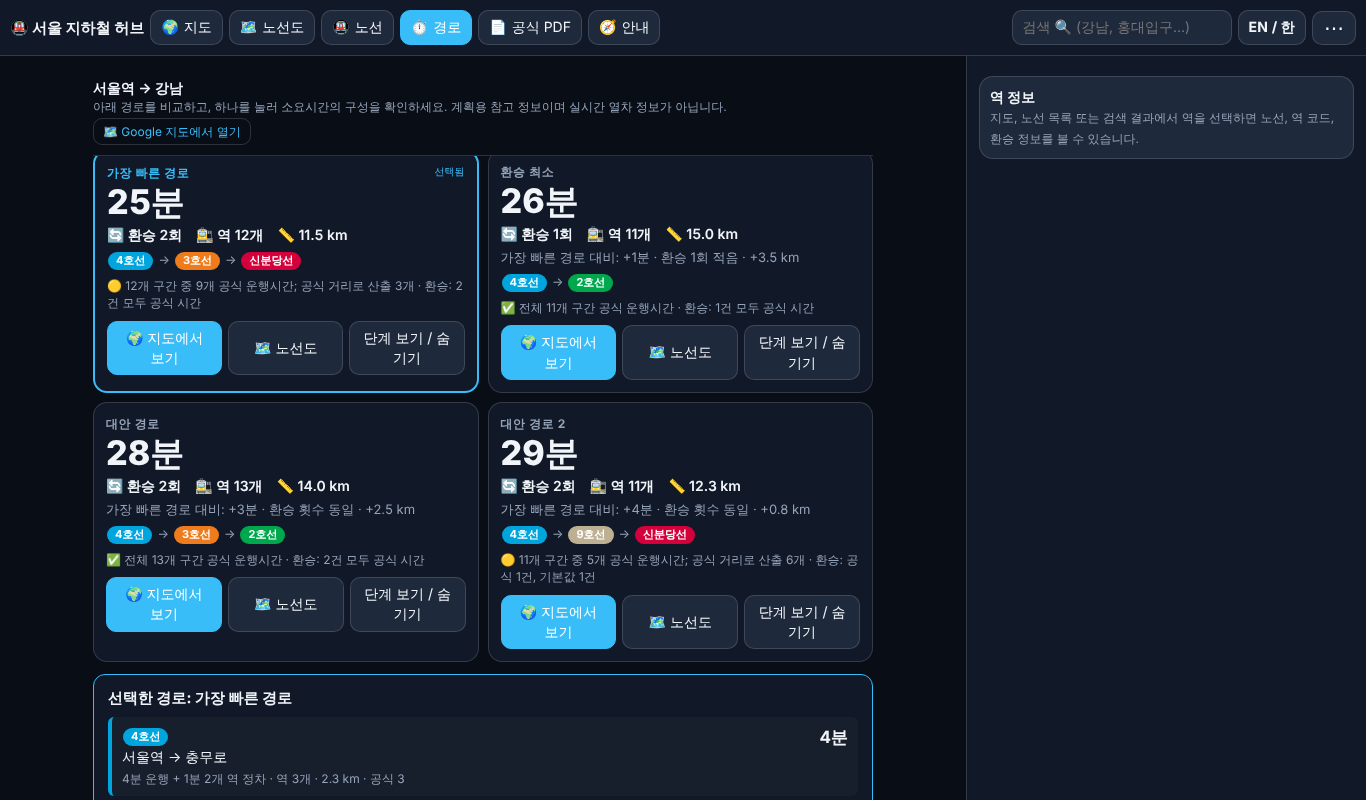 서울 지하철 허브
지도
노선도
노선
경로
공식 PDF
안내
검색 🔍 (강남, 홍대입구...)
EN / 한
⋯
서울역 → 강남
아래 경로를 비교하고, 하나를 눌러 소요시간의 구성을 확인하세요. 계획용 참고 정보이며 실시간 열차 정보가 아닙니다.
Google 지도에서 열기
가장 빠른 경로
선택됨
25분
환승 2회 역 12개 11.5 km
4호선 → 3호선 → 신분당선
12개 구간 중 9개 공식 운행시간; 공식 거리로 산출 3개 · 환승: 2
건 모두 공식 시간
지도에서
보기
노선도
단계 보기 / 숨
기기
환승 최소
26분
환승 1회 역 11개 15.0 km
가장 빠른 경로 대비: +1분 · 환승 1회 적음 · +3.5 km
4호선 → 2호선
전체 11개 구간 공식 운행시간 · 환승: 1건 모두 공식 시간
지도에서
보기
노선도
단계 보기 / 숨
기기
대안 경로
28분
환승 2회 역 13개 14.0 km
가장 빠른 경로 대비: +3분 · 환승 횟수 동일 · +2.5 km
4호선 → 3호선 → 2호선
전체 13개 구간 공식 운행시간 · 환승: 2건 모두 공식 시간
지도에서
보기
노선도
단계 보기 / 숨
기기
대안 경로 2
29분
환승 2회 역 11개 12.3 km
가장 빠른 경로 대비: +4분 · 환승 횟수 동일 · +0.8 km
4호선 → 9호선 → 신분당선
11개 구간 중 5개 공식 운행시간; 공식 거리로 산출 6개 · 환승: 공
식 1건, 기본값 1건
지도에서
보기
노선도
단계 보기 / 숨
기기
선택한 경로: 가장 빠른 경로
4호선
4분
서울역 → 충무로
4분 운행 + 1분 2개 역 정차 · 역 3개 · 2.3 km · 공식 3
역 정보
지도, 노선 목록 또는 검색 결과에서 역을 선택하면 노선, 역 코드,
환승 정보를 볼 수 있습니다.